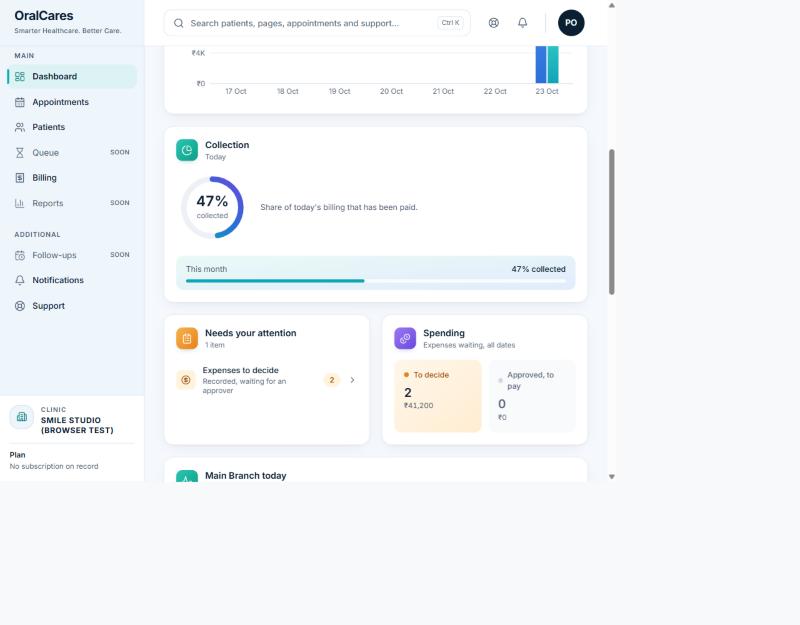 OralCares
Smarter Healthcare. Better Care.
Search patients, pages, appointments and support...
Ctrl K
PO
MAIN
Dashboard
Appointments
Patients
Queue SOON
Billing
Reports SOON
ADDITIONAL
Follow-ups SOON
Notifications
Support
CLINIC
SMILE STUDIO
(BROWSER TEST)
Plan
No subscription on record
₹4K
₹0
17 Oct 18 Oct 19 Oct 20 Oct 21 Oct 22 Oct 23 Oct
Collection
Today
47%
collected
Share of today's billing that has been paid.
This month 47% collected
Needs your attention
1 item
Expenses to decide
Recorded, waiting for an
approver
2
Spending
Expenses waiting, all dates
To decide
2
₹41,200
Approved, to
pay
0
₹0
Main Branch today